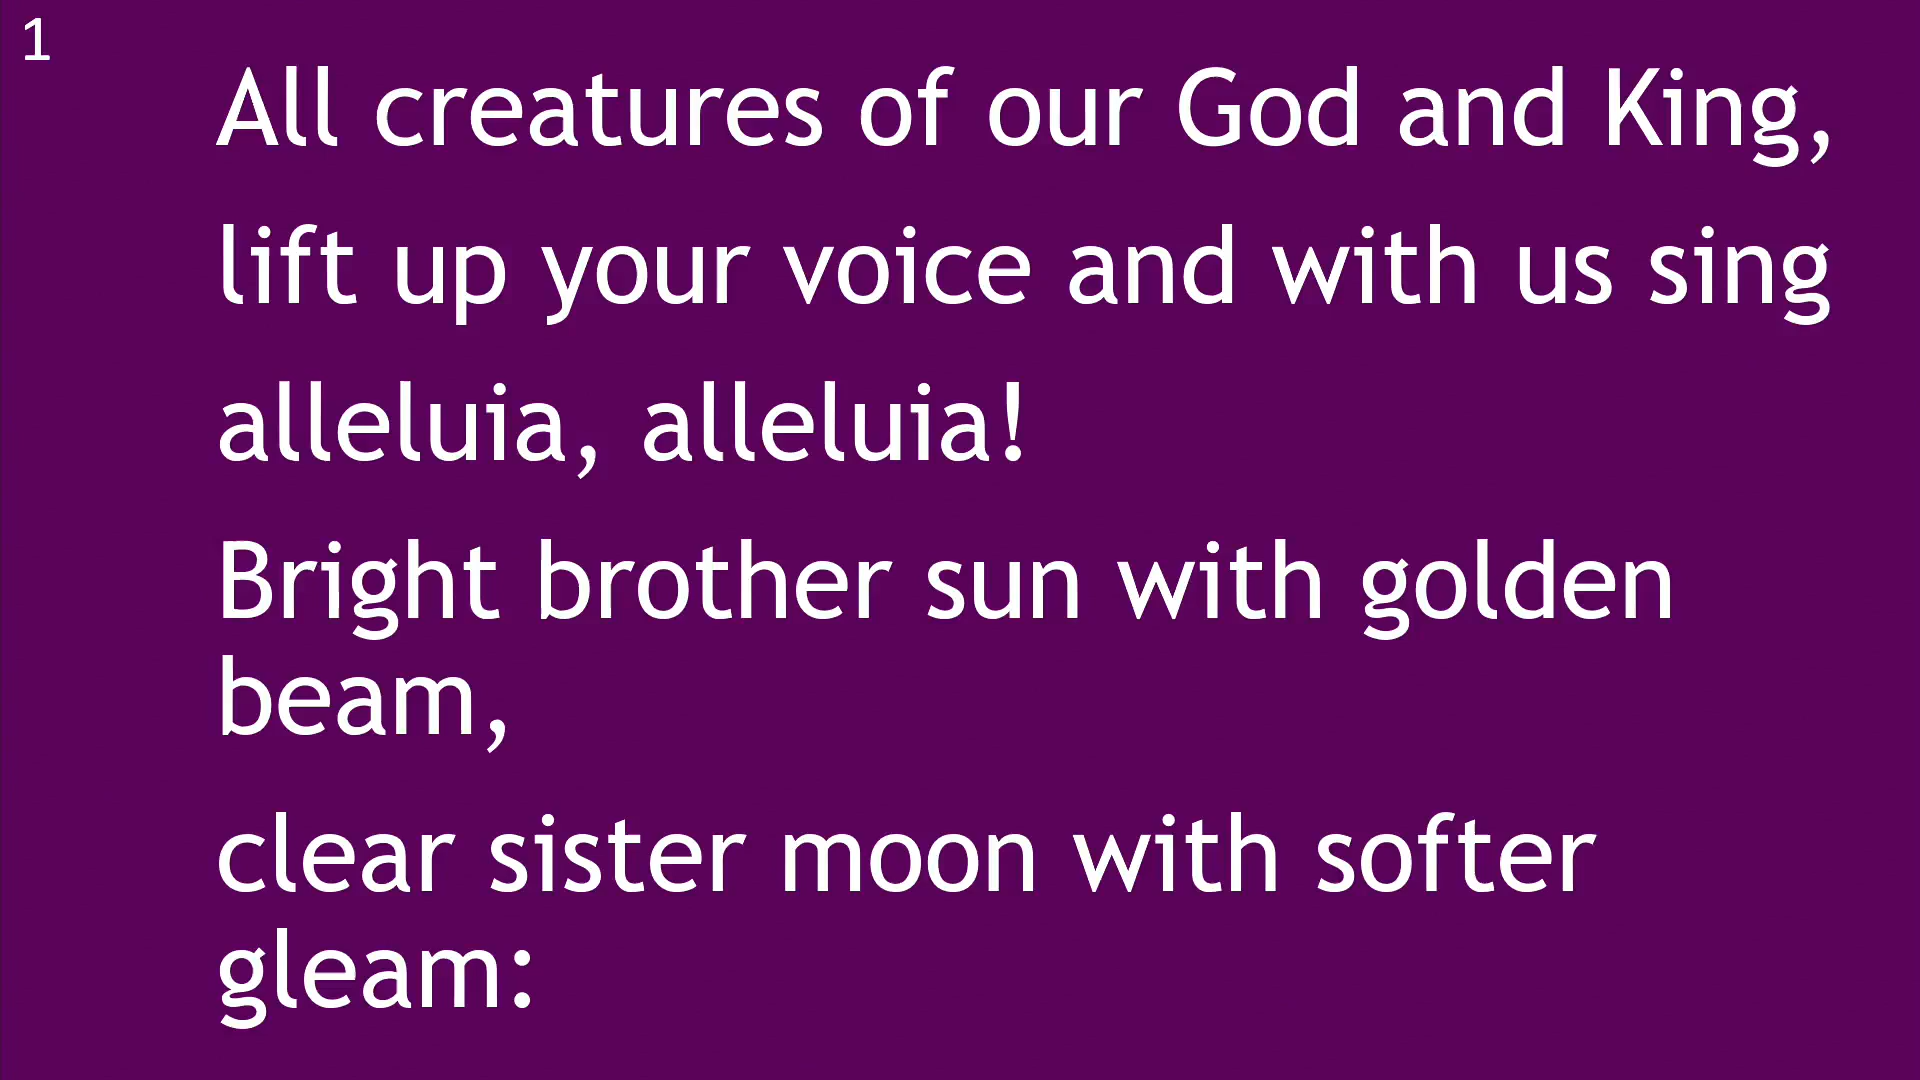 1
All creatures of our God and King,
lift up your voice and with us sing
alleluia, alleluia!
Bright brother sun with golden
beam,
clear sister moon with softer
gleam: